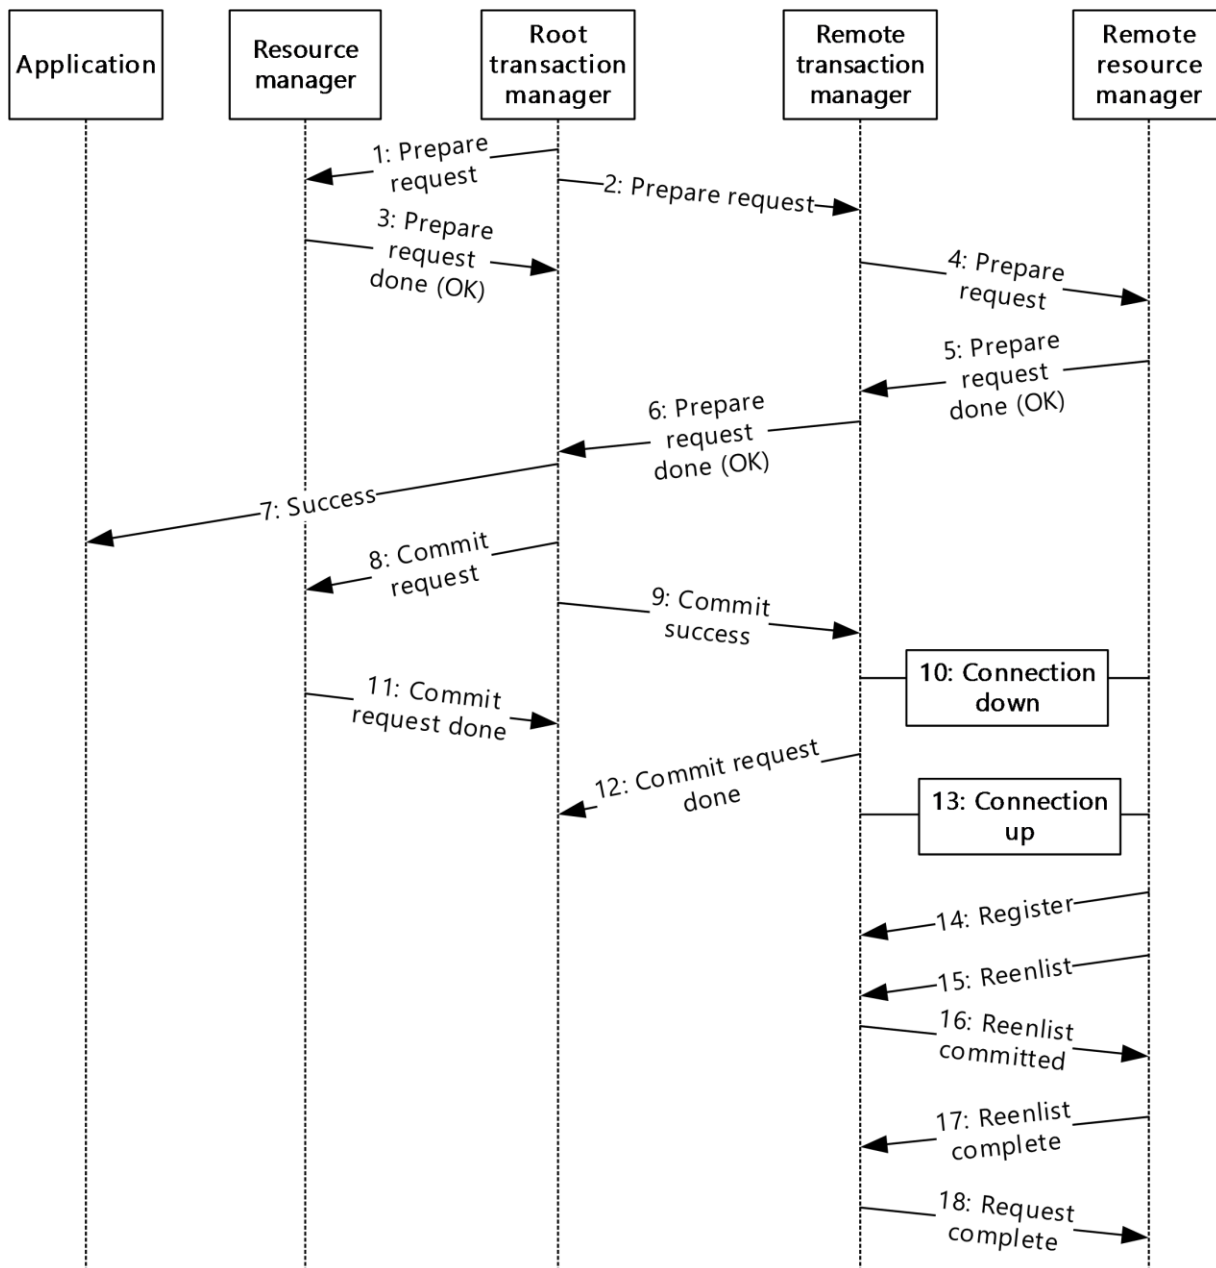 Application
Resource
manager
Root
transaction
manager
Remote
transaction
manager
Remote
resource
manager
1: Prepare
request
2: Prepare request
3: Prepare
request
done (OK)
4: Prepare
request
5: Prepare
request
done (OK)
6: Prepare
request
done (OK)
7: Success
8: Commit
request
9: Commit
success
10: Connection
down
11: Commit
request done
12: Commit request
done
13: Connection
up
14: Register
15: Reenlist
16: Reenlist
committed
17: Reenlist
complete
18: Request
complete